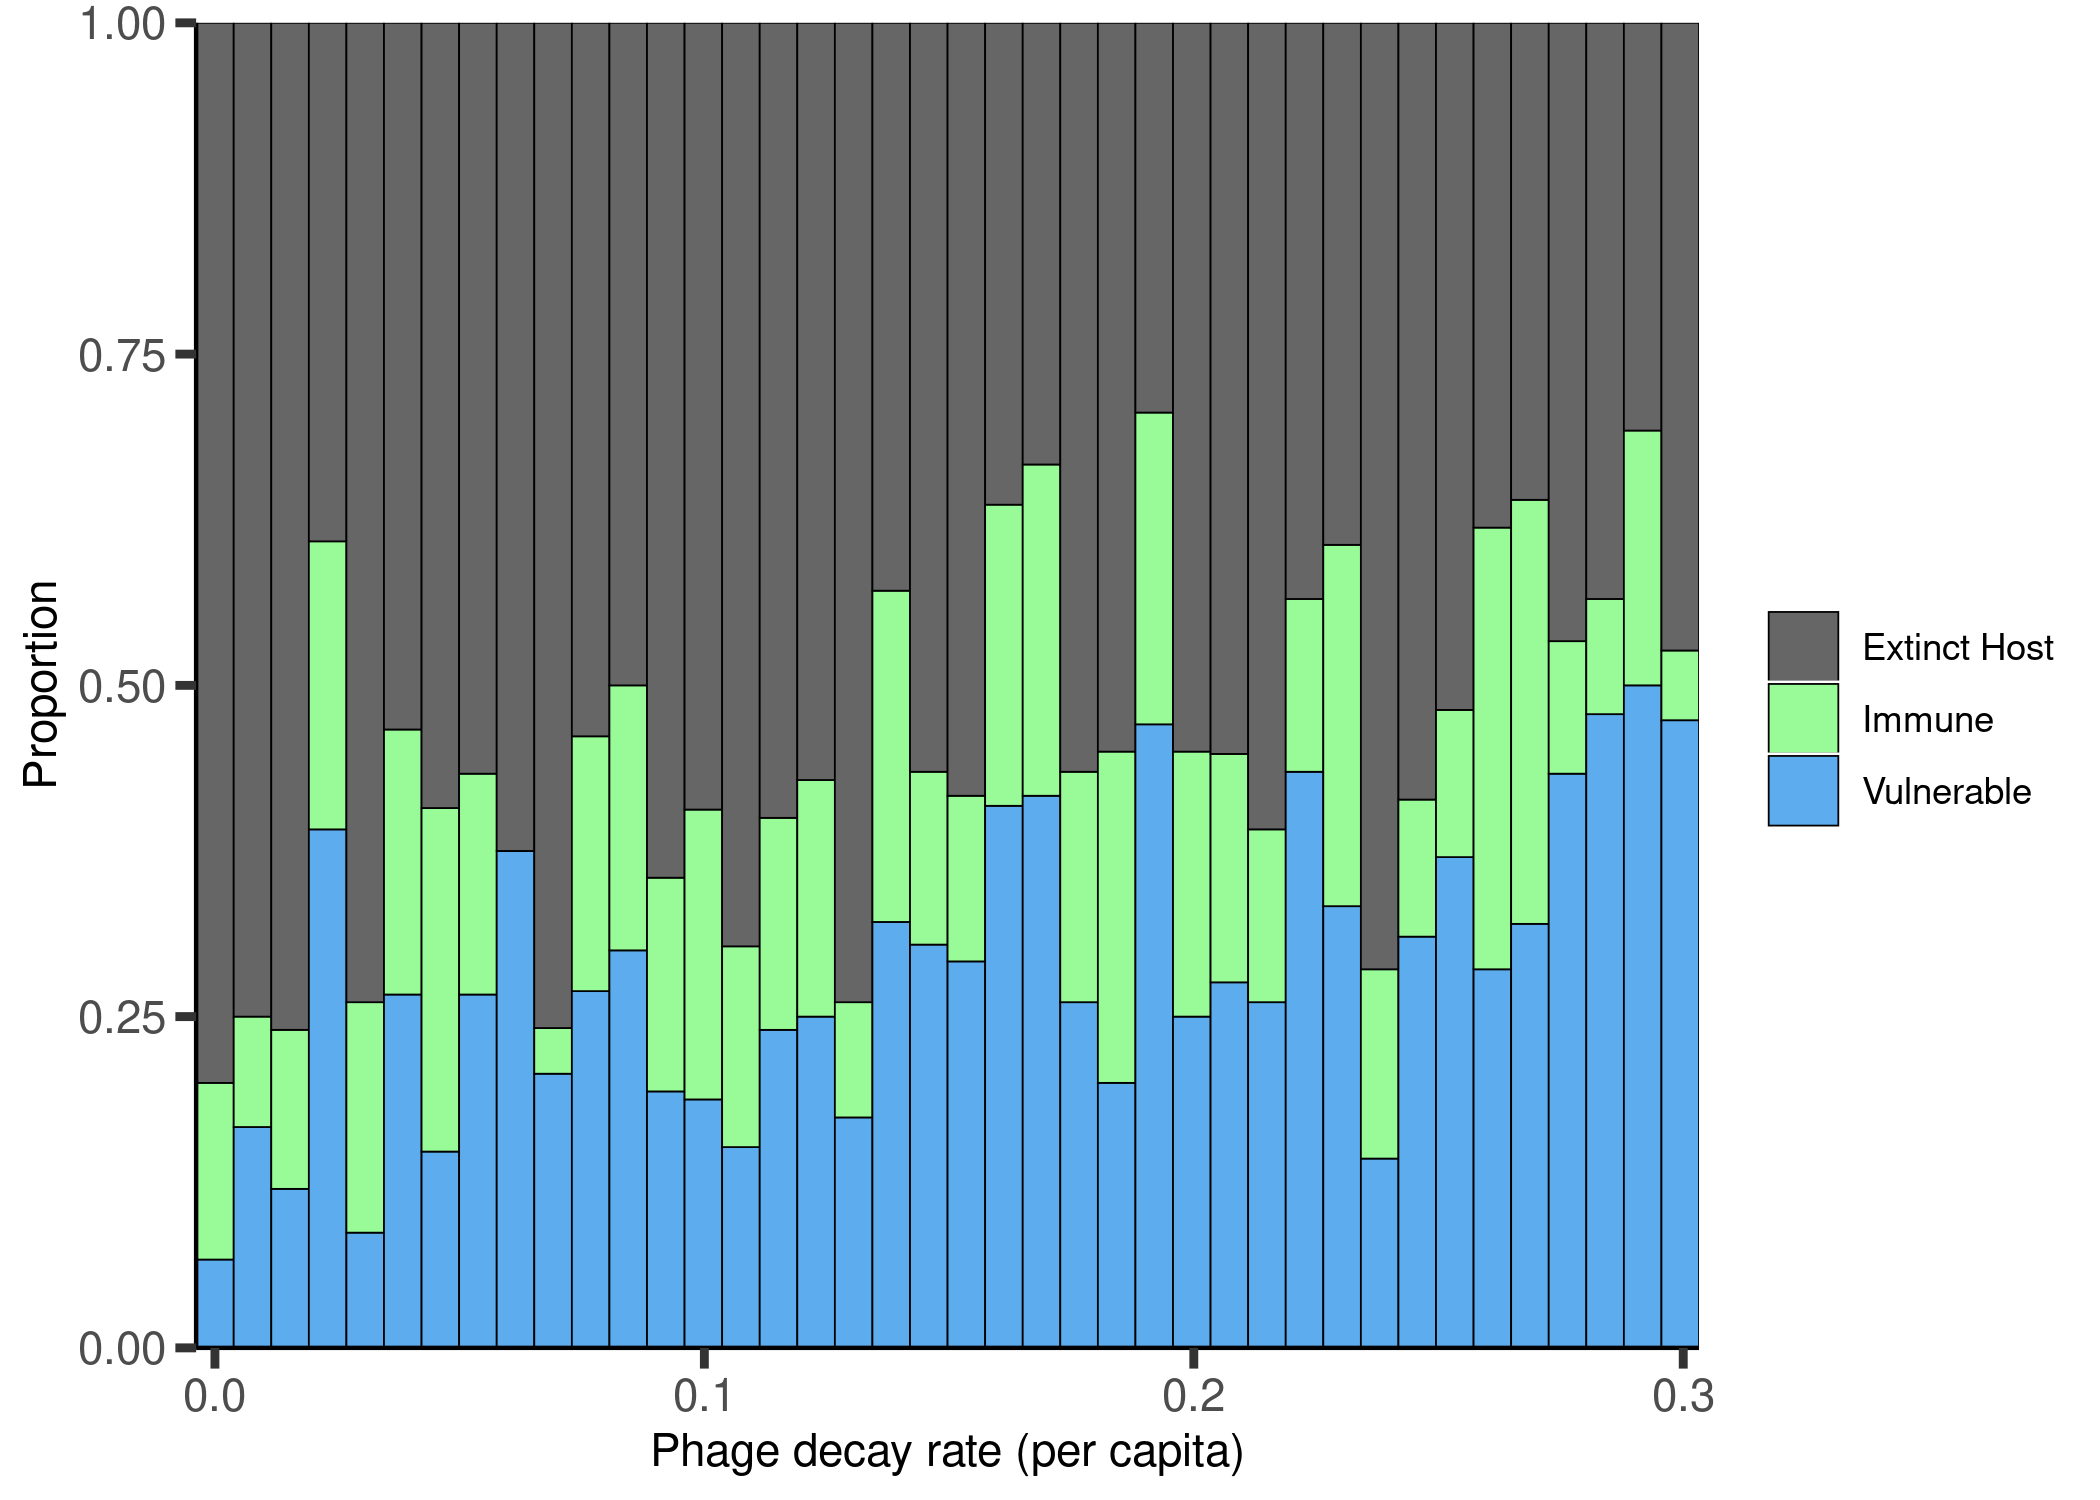 1.00
0.75
0.50
0.25
0.00
Proportion
0.0 0.1 0.2 0.3
Phage decay rate (per capita)
Extinct Host
Immune
Vulnerable